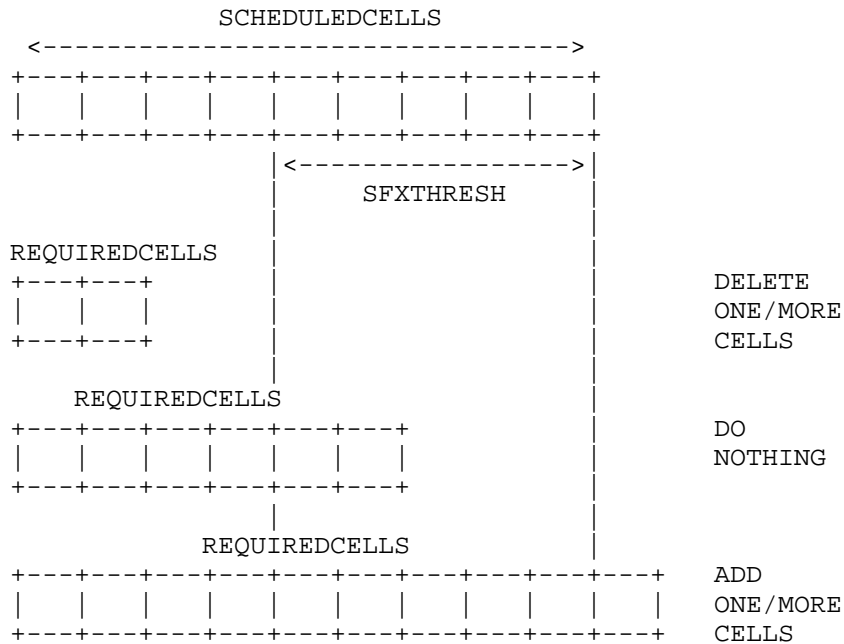 SCHEDULEDCELLS
<--------------------------------->
+---+---+---+---+---+---+---+---+---+
| | | | | | | | | |
+---+---+---+---+---+---+---+---+---+
|<----------------->|
| SFXTHRESH |
| |
REQUIREDCELLS | |
+---+---+ | | DELETE
| | | | | ONE/MORE
+---+---+ | | CELLS
| |
REQUIREDCELLS |
+---+---+---+---+---+---+ | DO
| | | | | | | | NOTHING
+---+---+---+---+---+---+ |
| |
REQUIREDCELLS |
+---+---+---+---+---+---+---+---+---+---+ ADD
| | | | | | | | | | | ONE/MORE
+---+---+---+---+---+---+---+---+---+---+ CELLS